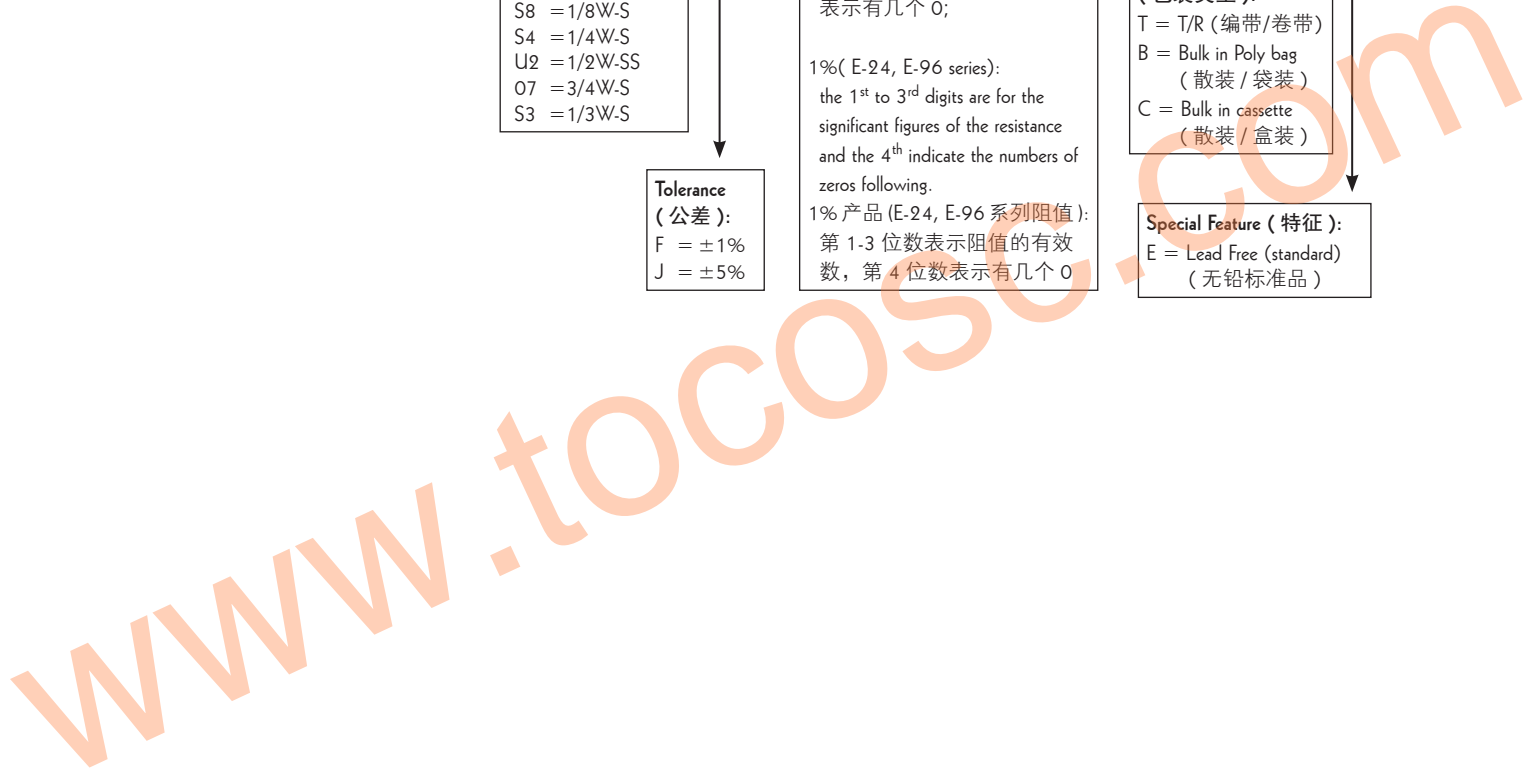 S8 =1/8W-S
S4 =1/4W-S
U2 =1/2W-SS
07 =3/4W-S
S3 =1/3W-S
Tolerance
( 公差 ):
F = ±1%
J = ±5%
表示有几个 0;
1%( E-24, E-96 series):
the 1st to 3rd digits are for the
significant figures of the resistance
and the 4th indicate the numbers of
zeros following.
1% 产品 (E-24, E-96 系列阻值 ):
第 1-3 位数表示阻值的有效
数，第 4 位数表示有几个 0
T = T/R (编带/卷带)
B = Bulk in Poly bag
( 散装 / 袋装 )
C = Bulk in cassette
( 散装 / 盒装 )
Special Feature ( 特征 ):
E = Lead Free (standard)
( 无铅标准品 )
www.tocosc.com